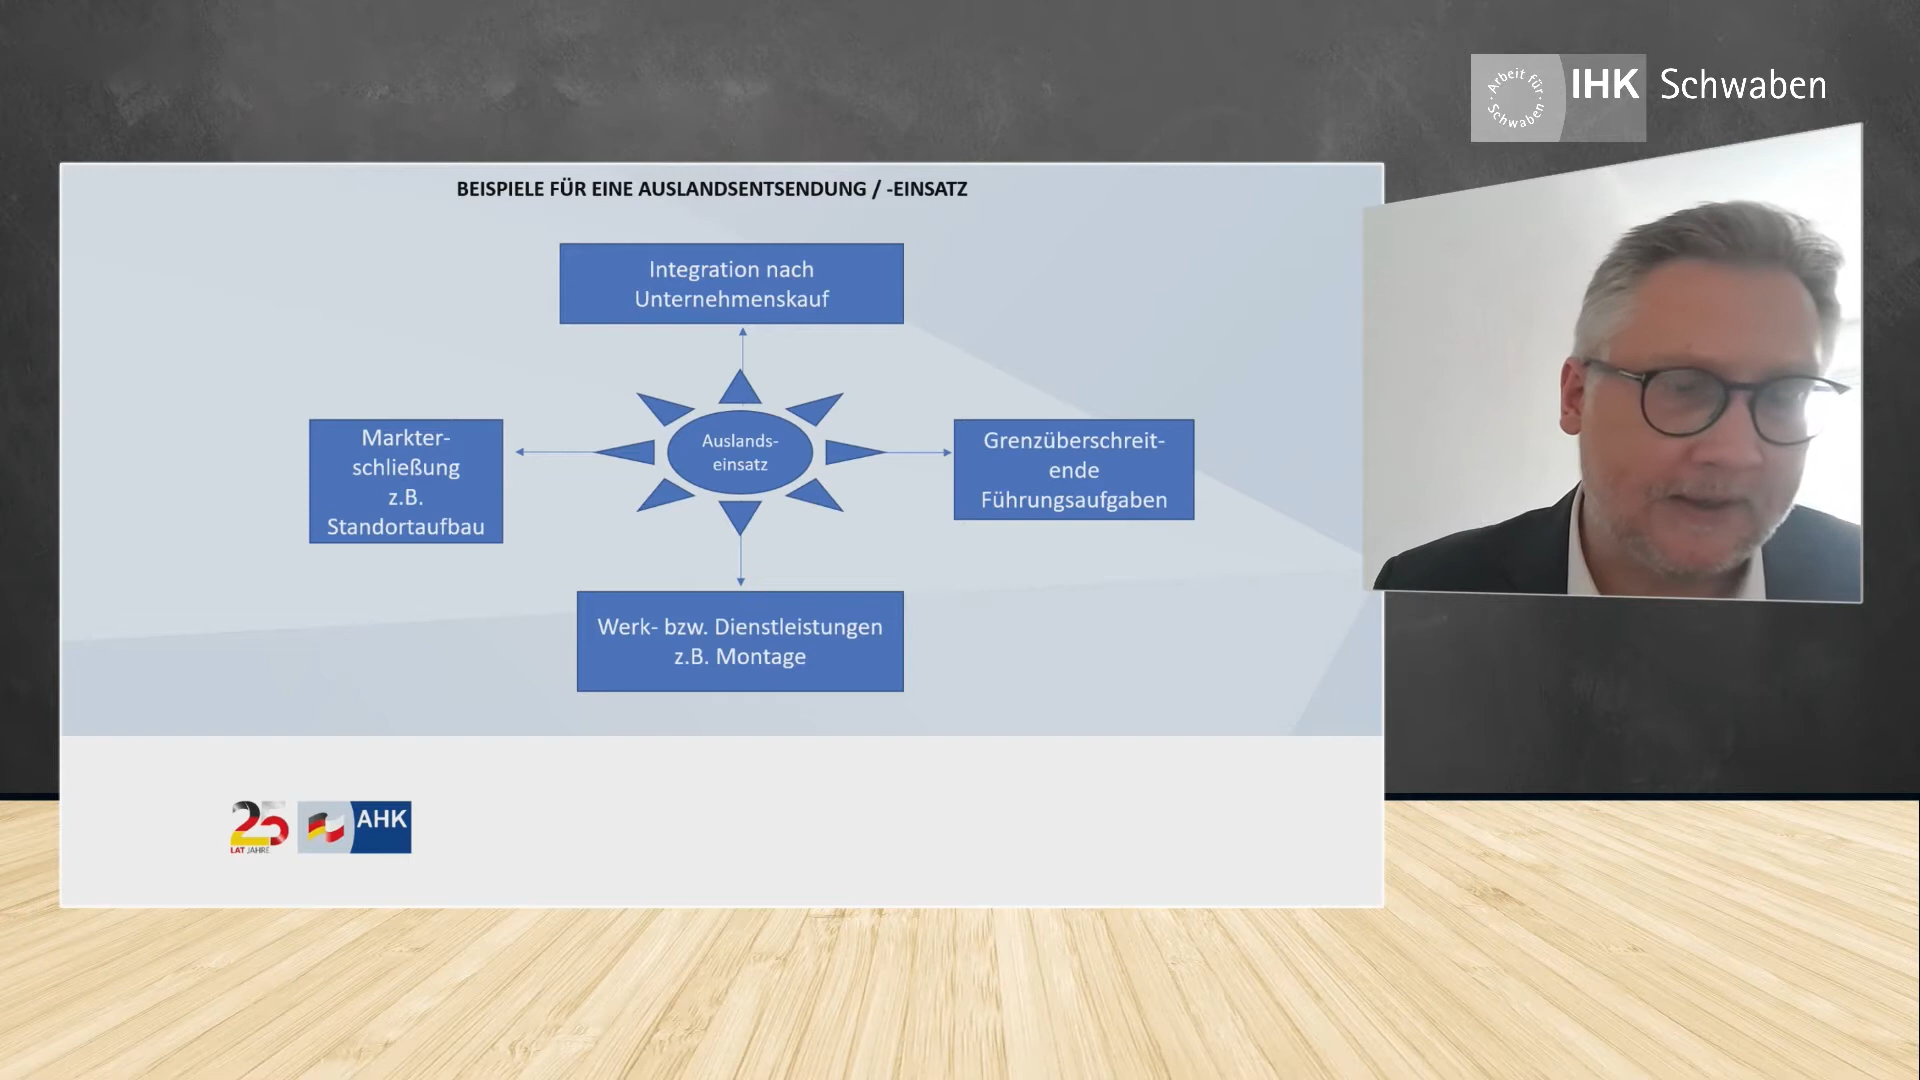 Arbeit für
Schwaben
IHK Schwaben
BEISPIELE FÜR EINE AUSLANDSENTSENDUNG / -EINSATZ
Integration nach
Unternehmenskauf
Markter-
schließung
z.B.
Standortaufbau
Auslands-
einsatz
Grenzüberschreit-
ende
Führungsaufgaben
Werk- bzw. Dienstleistungen
z.B. Montage
25
LAT JAHRE
AHK